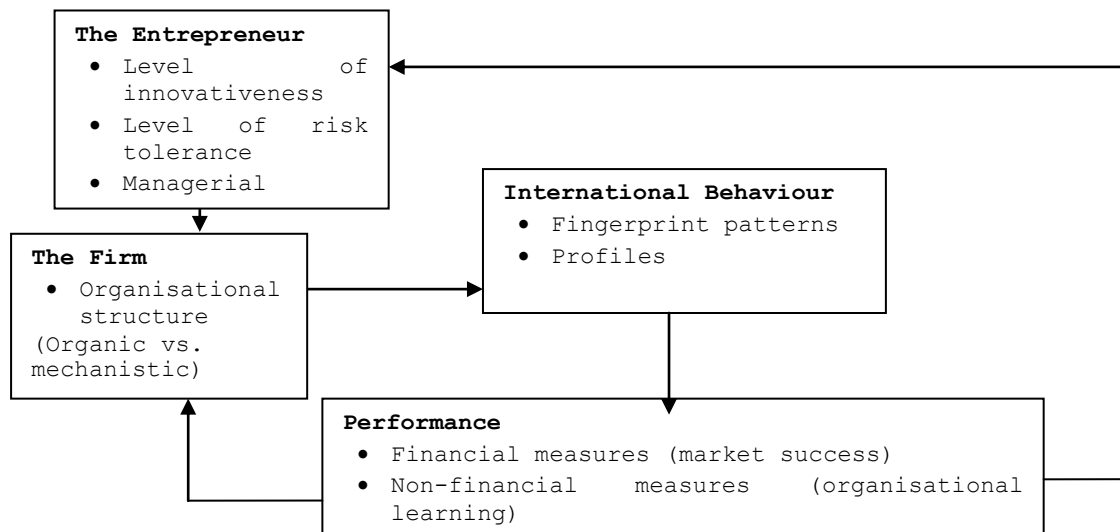 The Entrepreneur
• Level of
innovativeness
• Level of risk
tolerance
• Managerial
International Behaviour
• Fingerprint patterns
• Profiles
The Firm
• Organisational
structure
(Organic vs.
mechanistic)
Performance
• Financial measures (market success)
• Non-financial measures (organisational
learning)